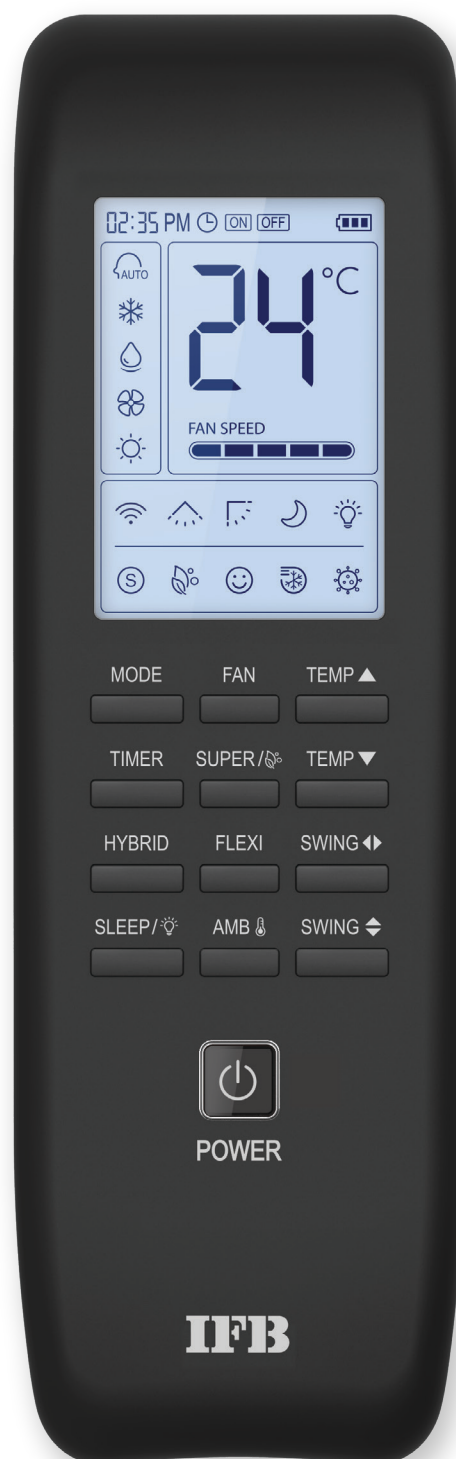 02:35 PM ON OFF
AUTO
24°C
FAN SPEED
S
MODE FAN TEMP▲
TIMER SUPER/ TEMP▼
HYBRID FLEXI SWING◀▶
SLEEP/ AMB SWING▲▼
POWER
IFB